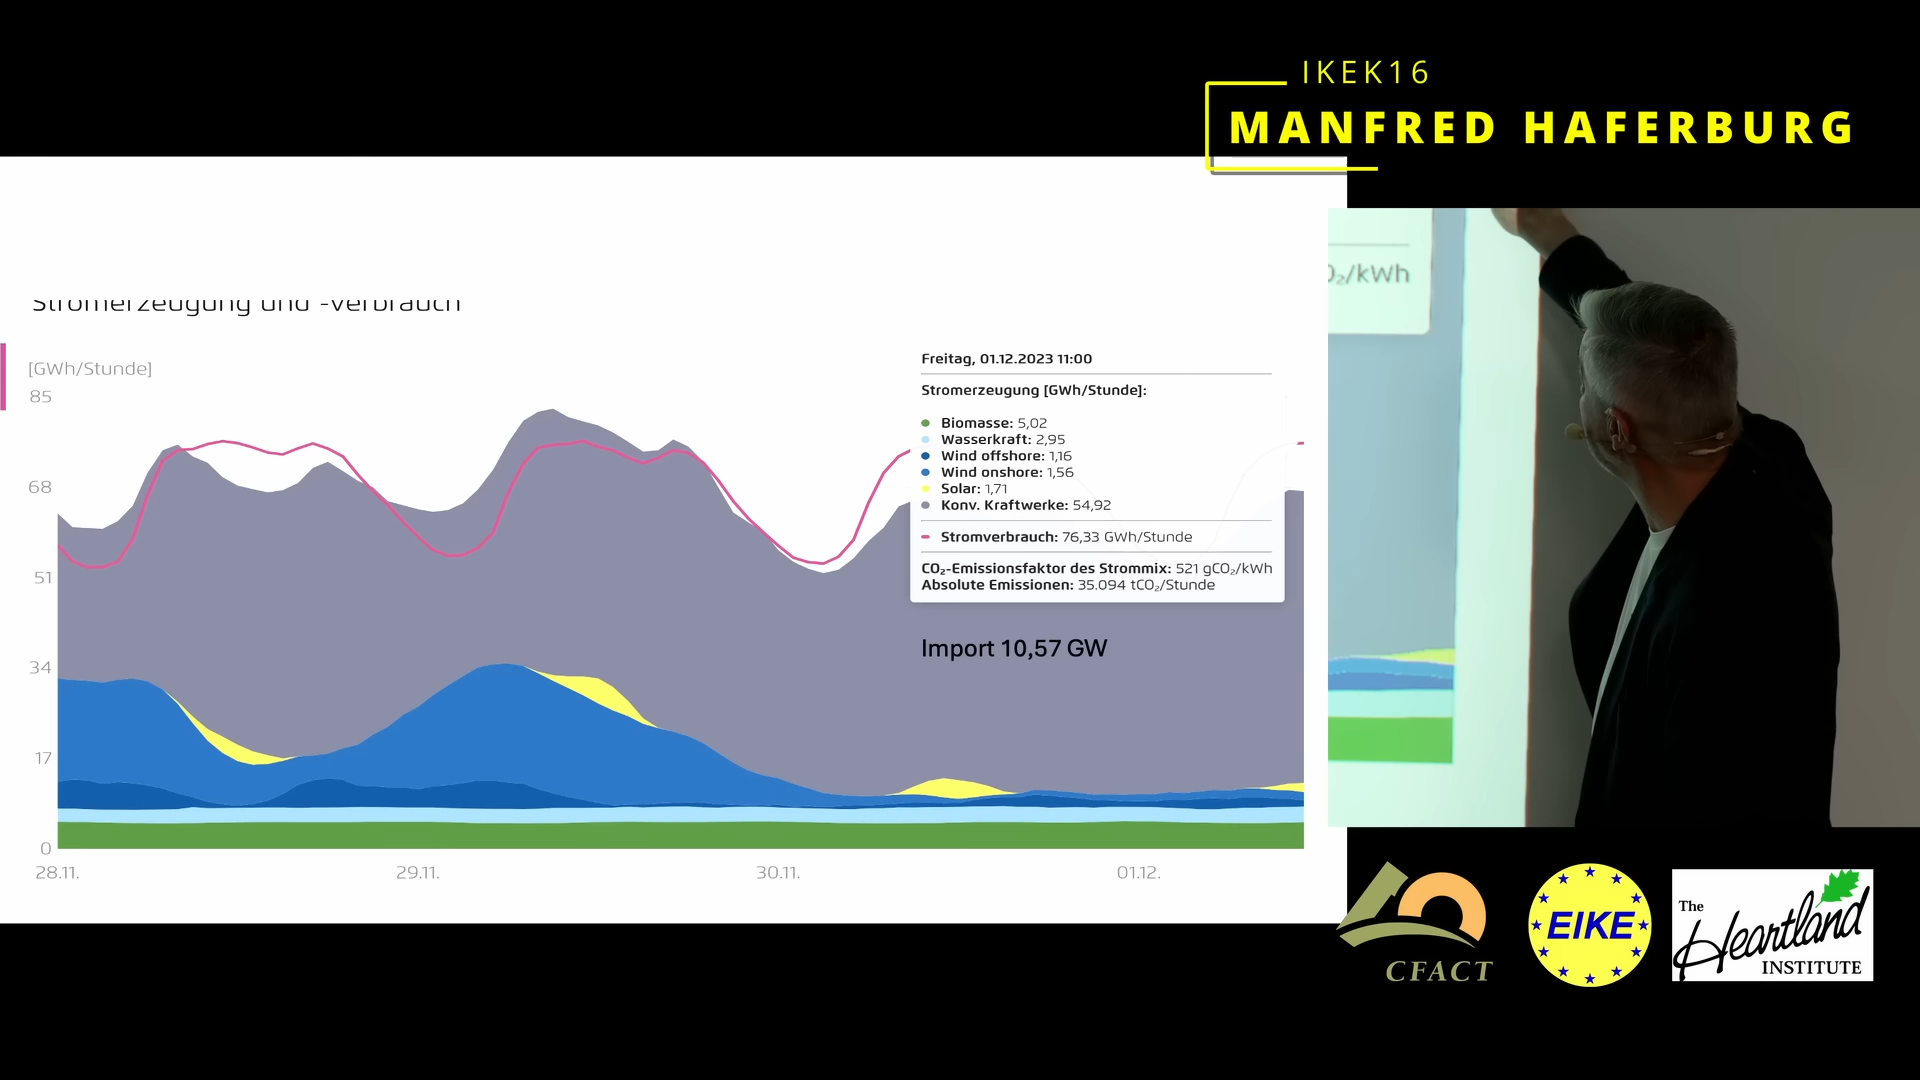 IKEK16
MANFRED HAFERBURG
Stromerzeugung und -verbrauch
[GWh/Stunde]
85
68
51
34
17
0
28.11.
29.11.
30.11.
01.12.
Freitag, 01.12.2023 11:00
Stromerzeugung [GWh/Stunde]:
Biomasse: 5,02
Wasserkraft: 2,95
Wind offshore: 1,16
Wind onshore: 1,56
Solar: 1,71
Konv. Kraftwerke: 54,92
Stromverbrauch: 76,33 GWh/Stunde
CO₂-Emissionsfaktor des Strommix: 521 gCO₂/kWh
Absolute Emissionen: 35.094 tCO₂/Stunde
Import 10,57 GW
O₂/kWh
CFACT
EIKE
The
Heartland
INSTITUTE